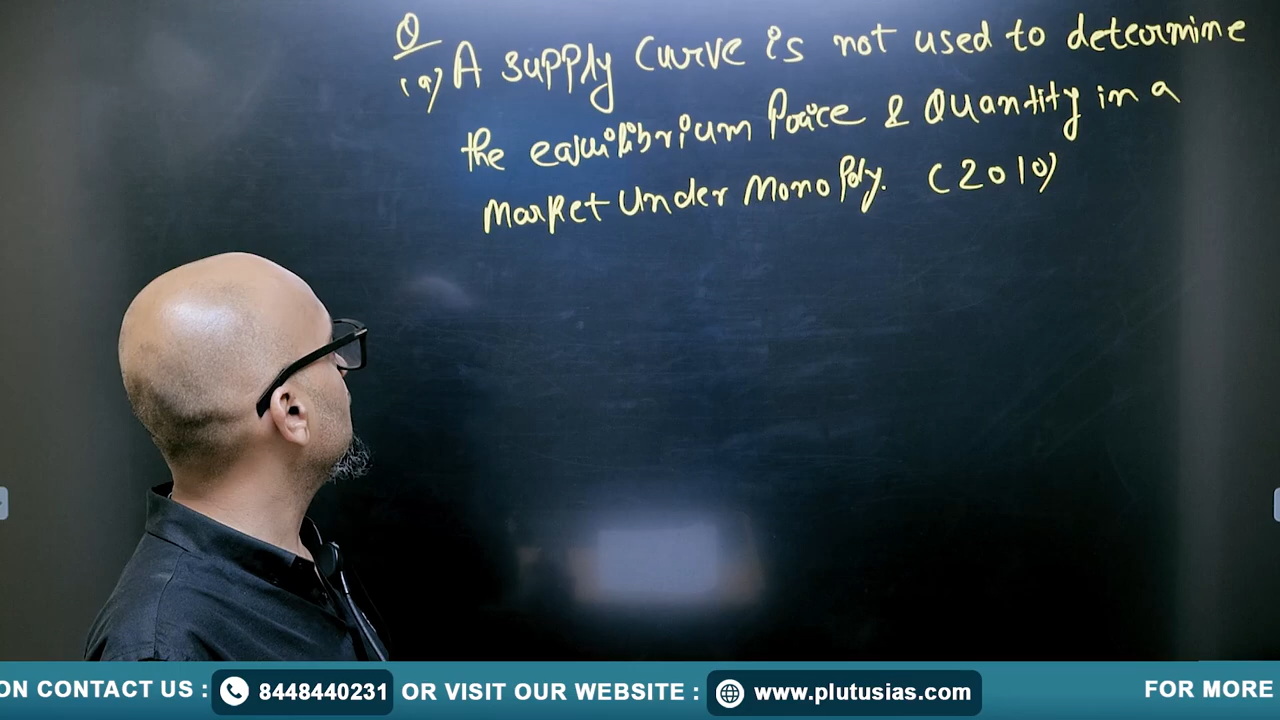 Q
(a) A supply curve is not used to determine
the equilibrium Price & Quantity in a
Market Under Monopoly. (2010)
ON CONTACT US : 8448440231 OR VISIT OUR WEBSITE : www.plutusias.com FOR MORE